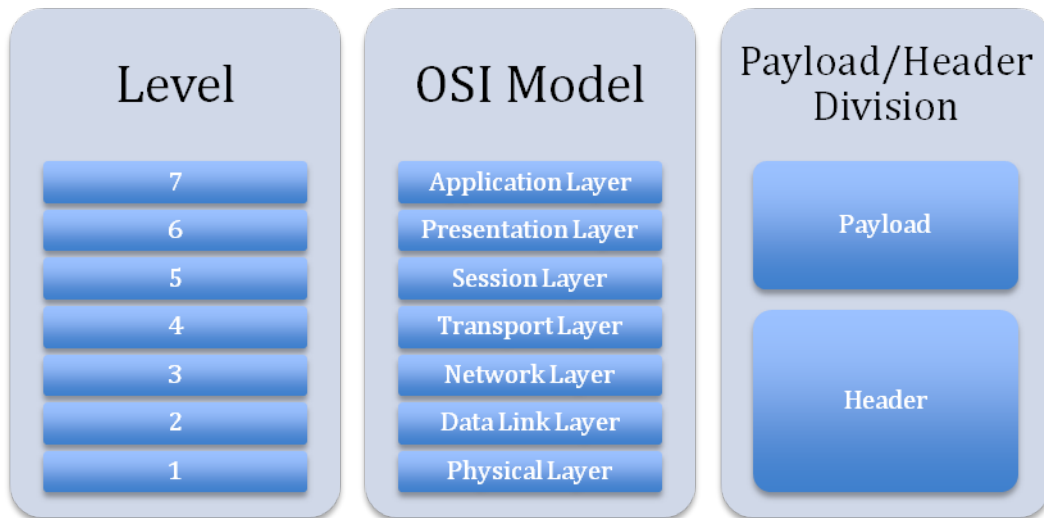 Level
7
6
5
4
3
2
1
OSI Model
Application Layer
Presentation Layer
Session Layer
Transport Layer
Network Layer
Data Link Layer
Physical Layer
Payload/Header
Division
Payload
Header